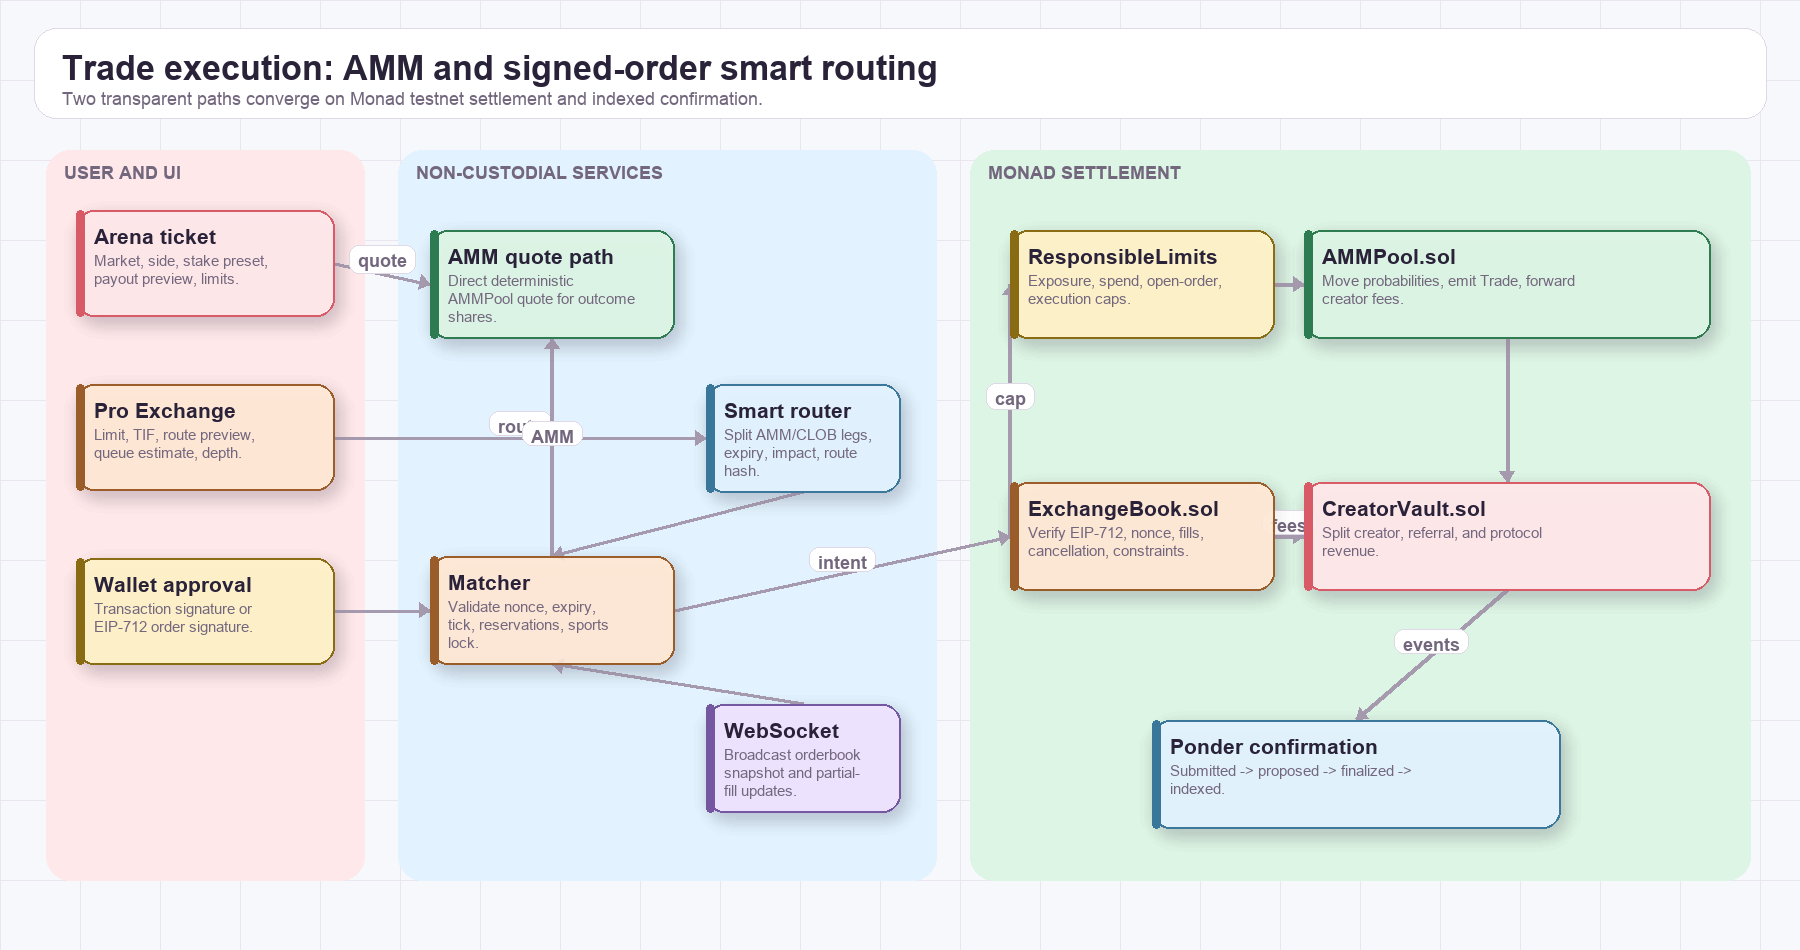 Trade execution: AMM and signed-order smart routing
Two transparent paths converge on Monad testnet settlement and indexed confirmation.
USER AND UI
Arena ticket
Market, side, stake preset,
payout preview, limits.
Pro Exchange
Limit, TIF, route preview,
queue estimate, depth.
Wallet approval
Transaction signature or
EIP-712 order signature.
quote
NON-CUSTODIAL SERVICES
AMM quote path
Direct deterministic
AMMPool quote for outcome
shares.
AMM
Smart router
Split AMM/CLOB legs,
expiry, impact, route
hash.
Matcher
Validate nonce, expiry,
tick, reservations, sports
lock.
intent
WebSocket
Broadcast orderbook
snapshot and partial-
fill updates.
MONAD SETTLEMENT
ResponsibleLimits
Exposure, spend, open-order,
execution caps.
AMMPool.sol
Move probabilities, emit Trade, forward
creator fees.
cap
ExchangeBook.sol
Verify EIP-712, nonce, fills,
cancellation, constraints.
fees
CreatorVault.sol
Split creator, referral, and protocol
revenue.
events
Ponder confirmation
Submitted -> proposed -> finalized ->
indexed.